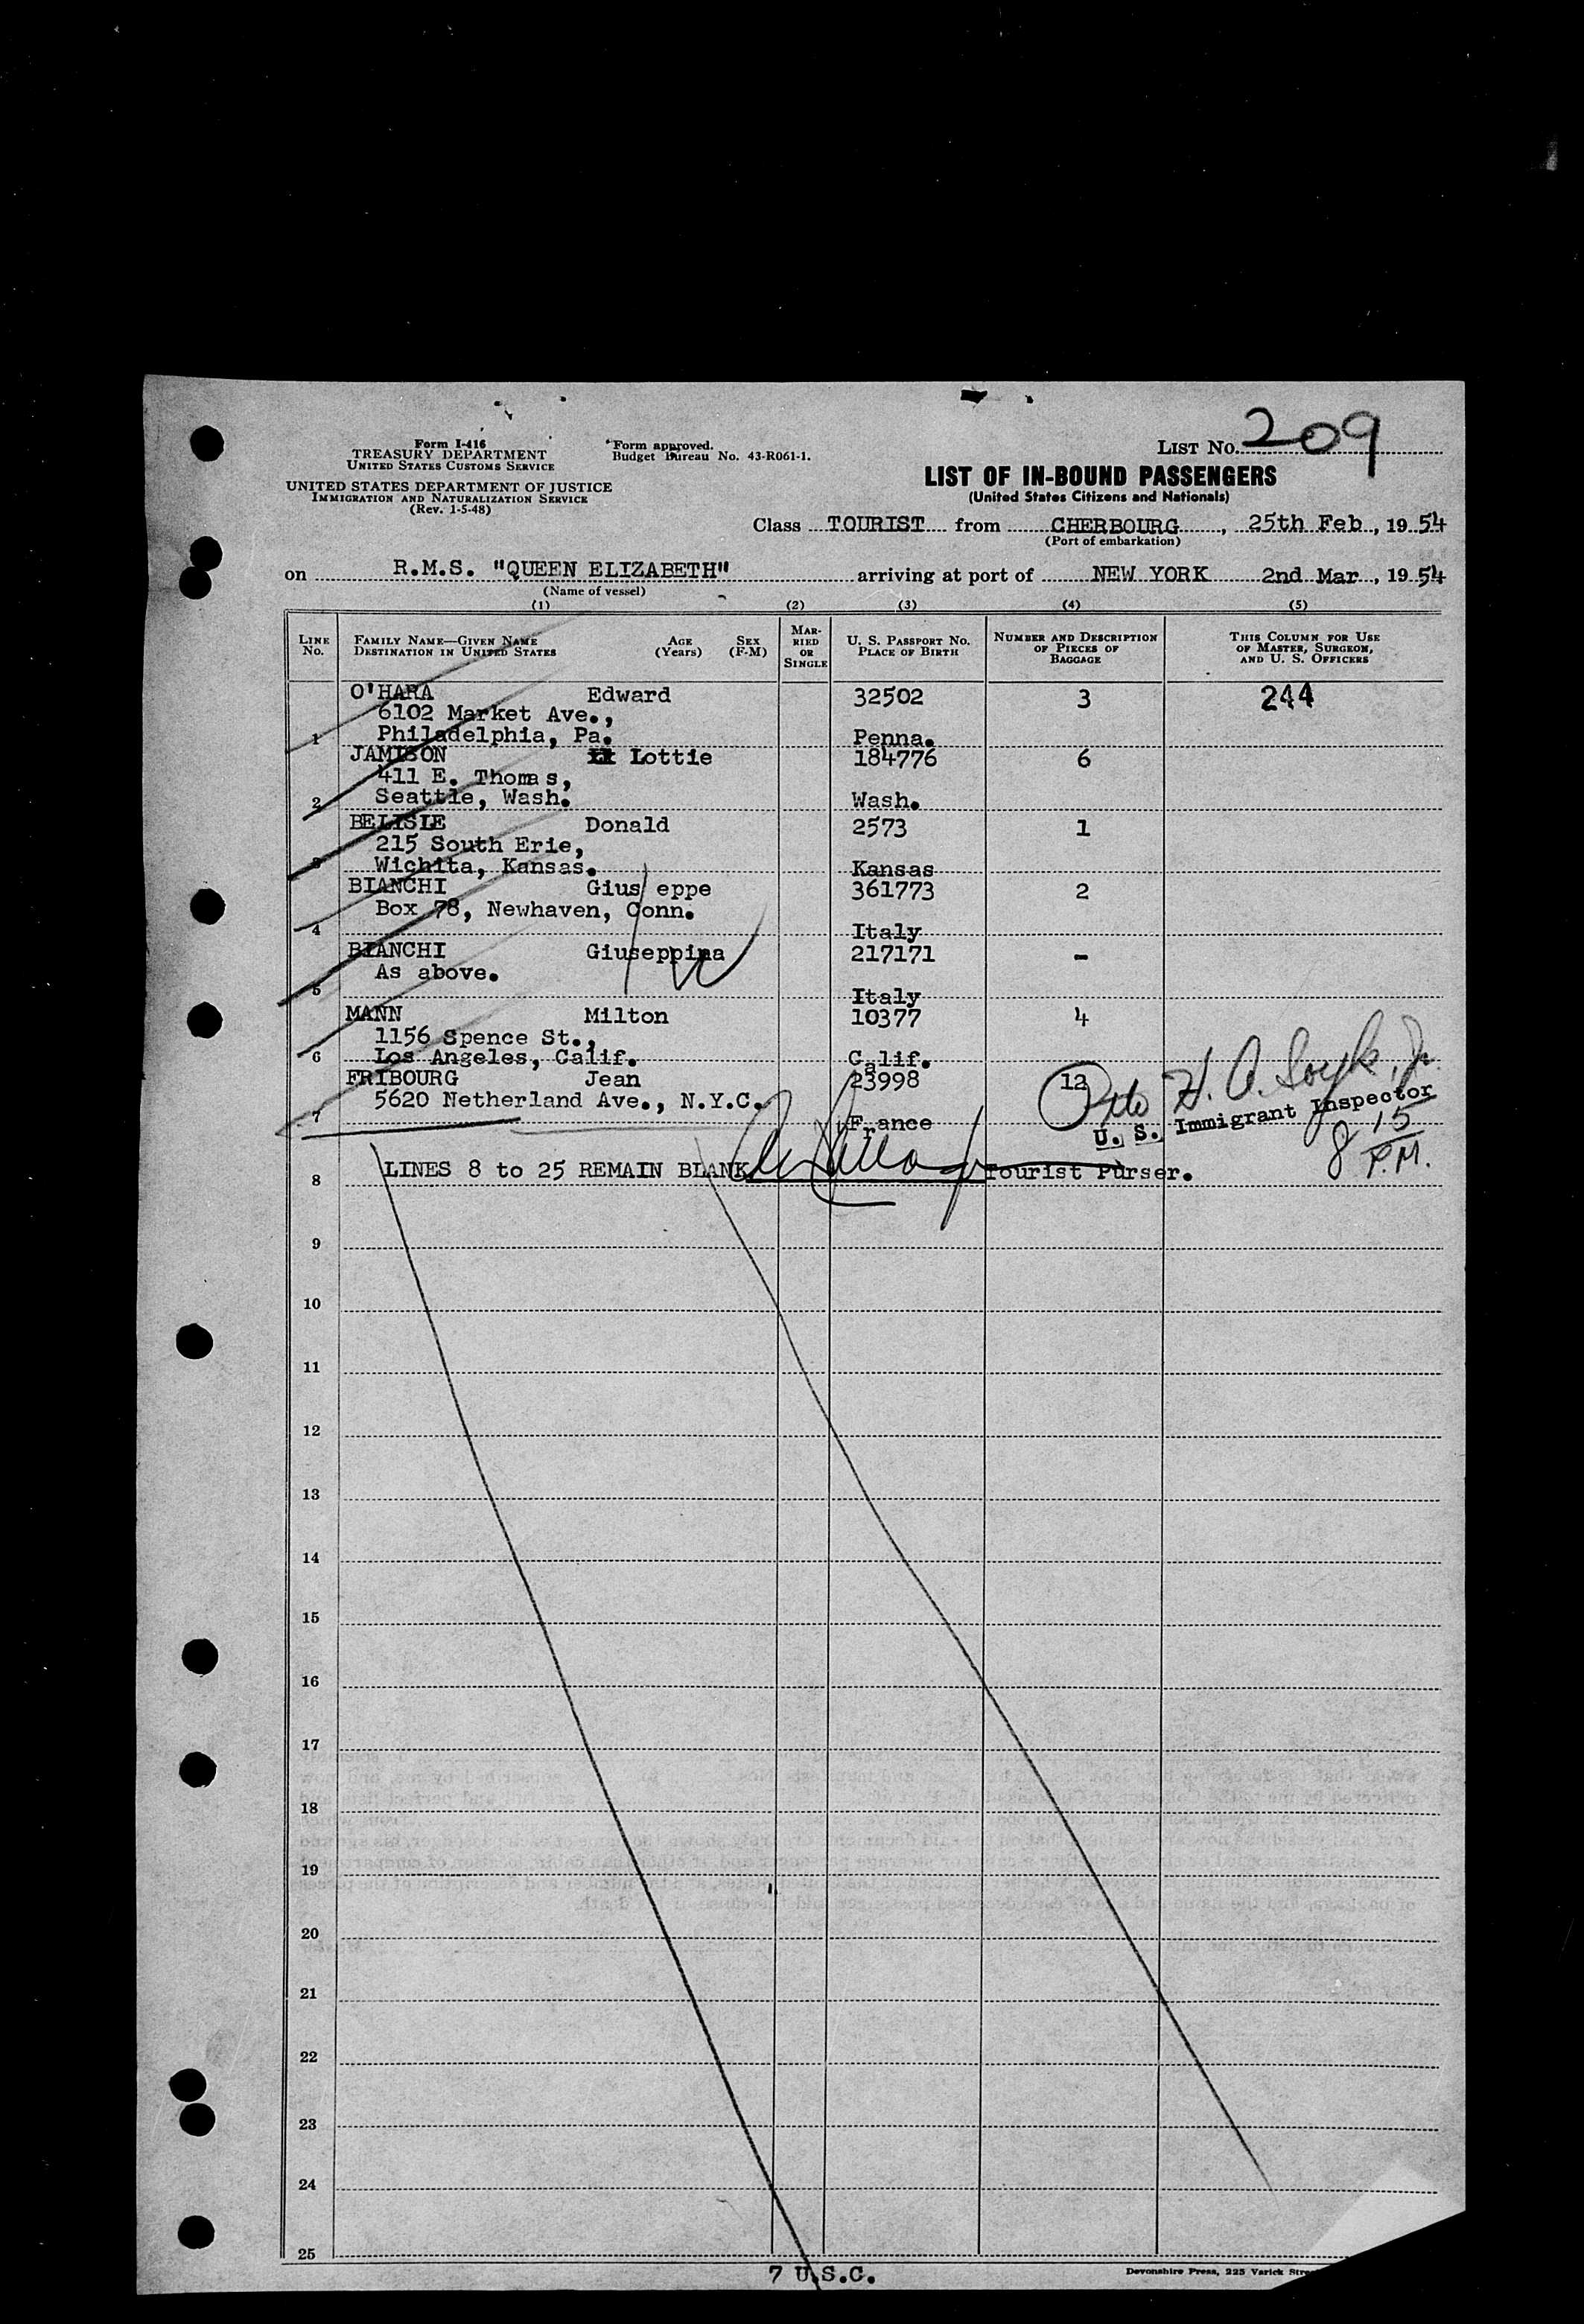 Form I-416
TREASURY DEPARTMENT
UNITED STATES CUSTOMS SERVICE
UNITED STATES DEPARTMENT OF JUSTICE
IMMIGRATION AND NATURALIZATION SERVICE
(Rev. 1-5-48)
Form approved.
Budget Bureau No. 43-R061-1.
LIST No. 209
LIST OF IN-BOUND PASSENGERS
(United States Citizens and Nationals)
Class TOURIST from CHERBOURG, 25th Feb, 1954
(Port of embarkation)
on R.M.S. "QUEEN ELIZABETH" arriving at port of NEW YORK 2nd Mar, 1954
(Name of vessel)
(1) (2) (3) (4) (5)
LINE No.
FAMILY NAME—GIVEN NAME
DESTINATION IN UNITED STATES
AGE (Years)
SEX (F-M)
MAR-RIED OR SINGLE
U. S. PASSPORT No.
PLACE OF BIRTH
NUMBER AND DESCRIPTION OF PIECES OF BAGGAGE
THIS COLUMN FOR USE OF MASTER, SURGEON, AND U. S. OFFICERS
O'HARA Edward 32502 3 244
6102 Market Ave.,
1 Philadelphia, Pa. Penna.
JAMISON Lottie 184776 6
411 E. Thomas,
2 Seattle, Wash. Wash.
BELISLE Donald 2573 1
215 South Erie,
3 Wichita, Kansas. Kansas
BIANCHI Gius eppe 361773 2
Box 78, Newhaven, Conn.
4 Italy
BIANCHI Giuseppina 217171 -
As above.
5 Italy
MANN Milton 10377 4
1156 Spence St.,
6 Los Angeles, Calif. Calif.
FRIBOURG Jean 23998 12
5620 Netherland Ave., N.Y.C.
7 France
U. S. Immigrant Inspector
8 15 P.M.
8 LINES 8 to 25 REMAIN BLANK Tourist Purser.
9
10
11
12
13
14
15
16
17
18
19
20
21
22
23
24
25
7 U.S.C.
Devonshire Press, 225 Varick